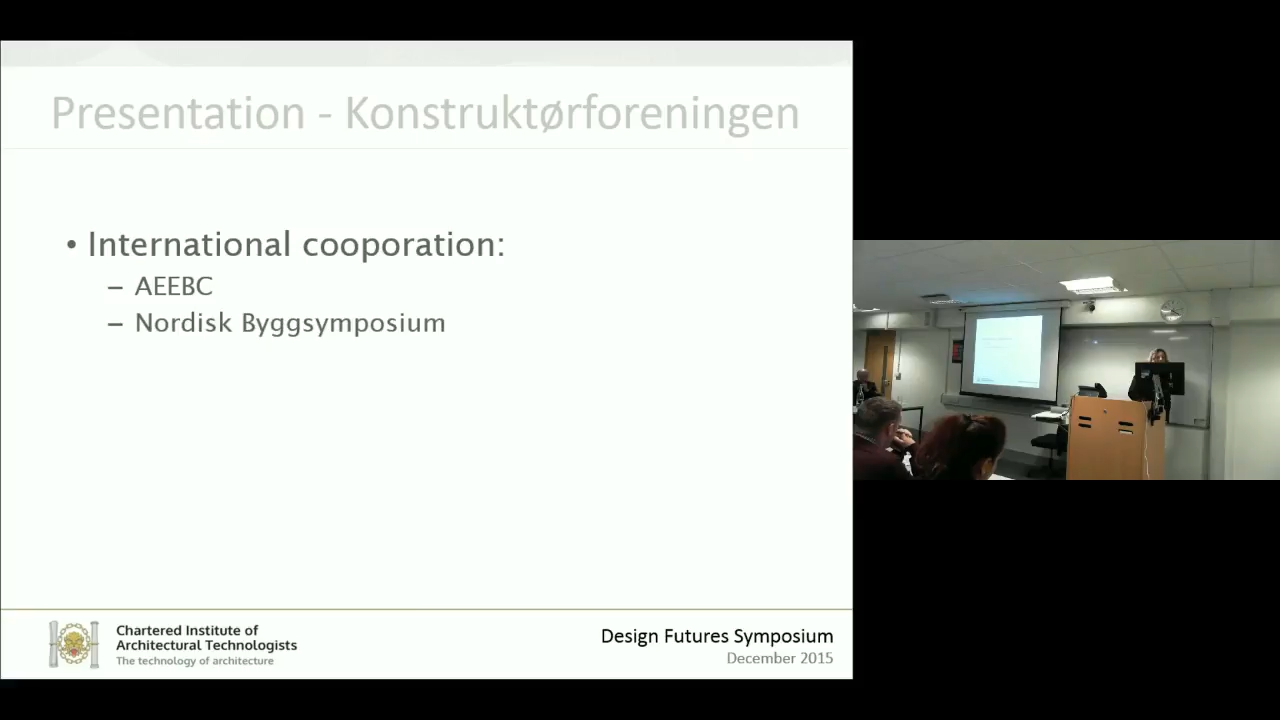 Presentation - Konstruktørforeningen
• International cooporation:
– AEEBC
– Nordisk Byggsymposium
Chartered Institute of
Architectural Technologists
The technology of architecture
Design Futures Symposium
December 2015